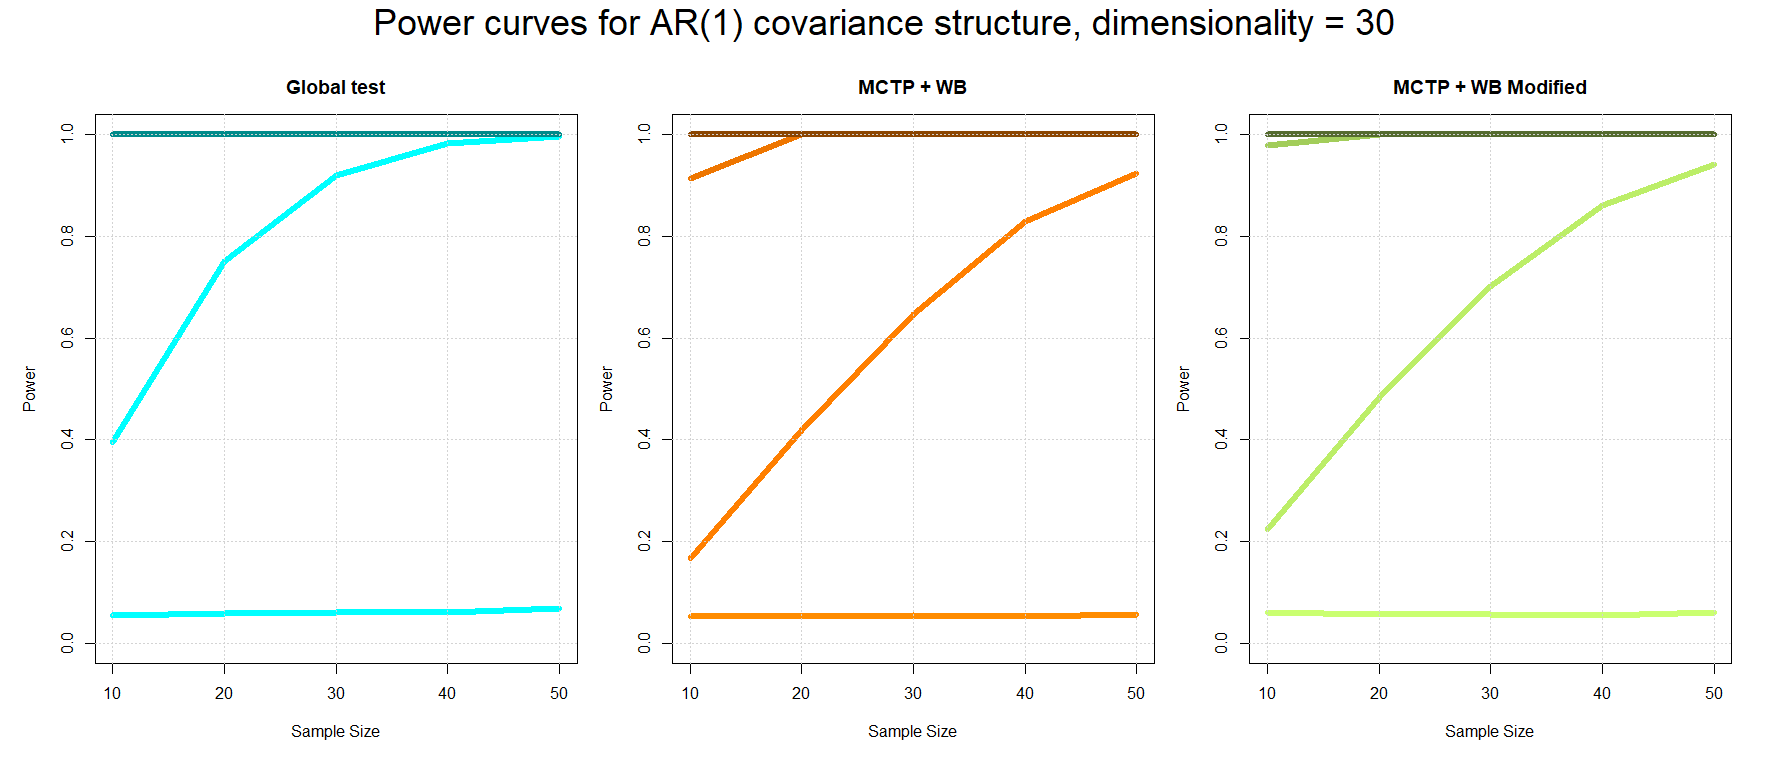 Power curves for AR(1) covariance structure, dimensionality = 30
Global test
MCTP + WB
MCTP + WB Modified
Power
1.0
0.8
0.6
0.4
0.2
0.0
10 20 30 40 50
Sample Size
Power
1.0
0.8
0.6
0.4
0.2
0.0
10 20 30 40 50
Sample Size
Power
1.0
0.8
0.6
0.4
0.2
0.0
10 20 30 40 50
Sample Size